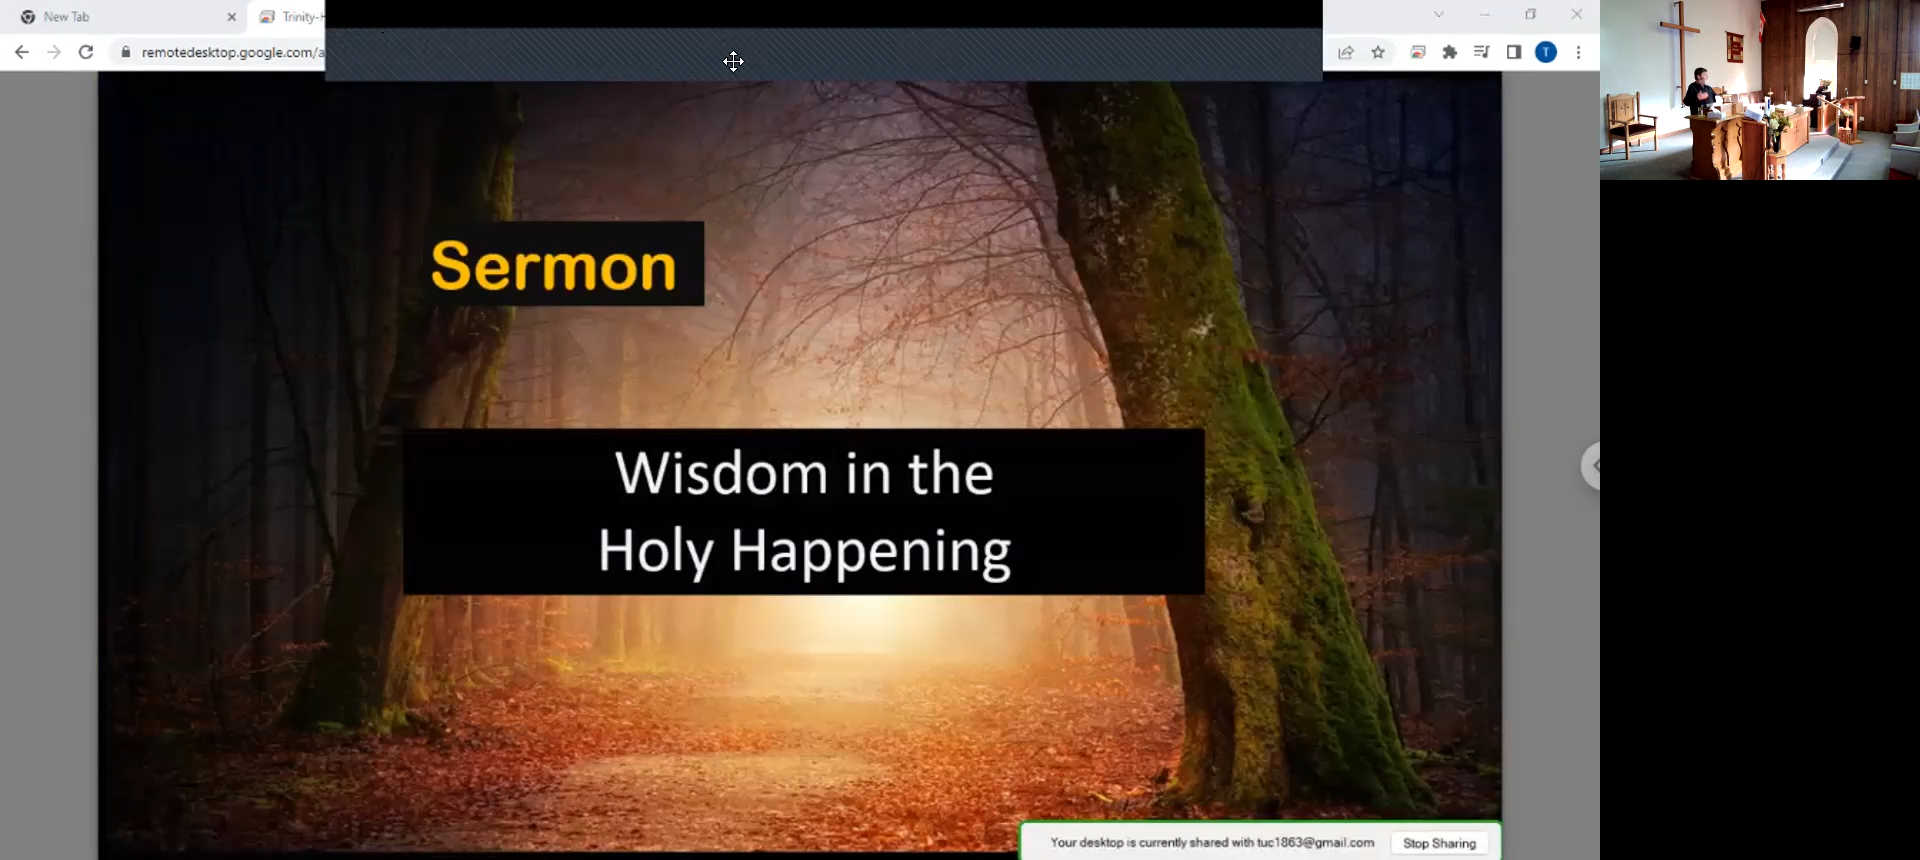 New Tab
Trinity-H
remotedesktop.google.com/a
T
Sermon
Wisdom in the
Holy Happening
Your desktop is currently shared with tuc1863@gmail.com
Stop Sharing